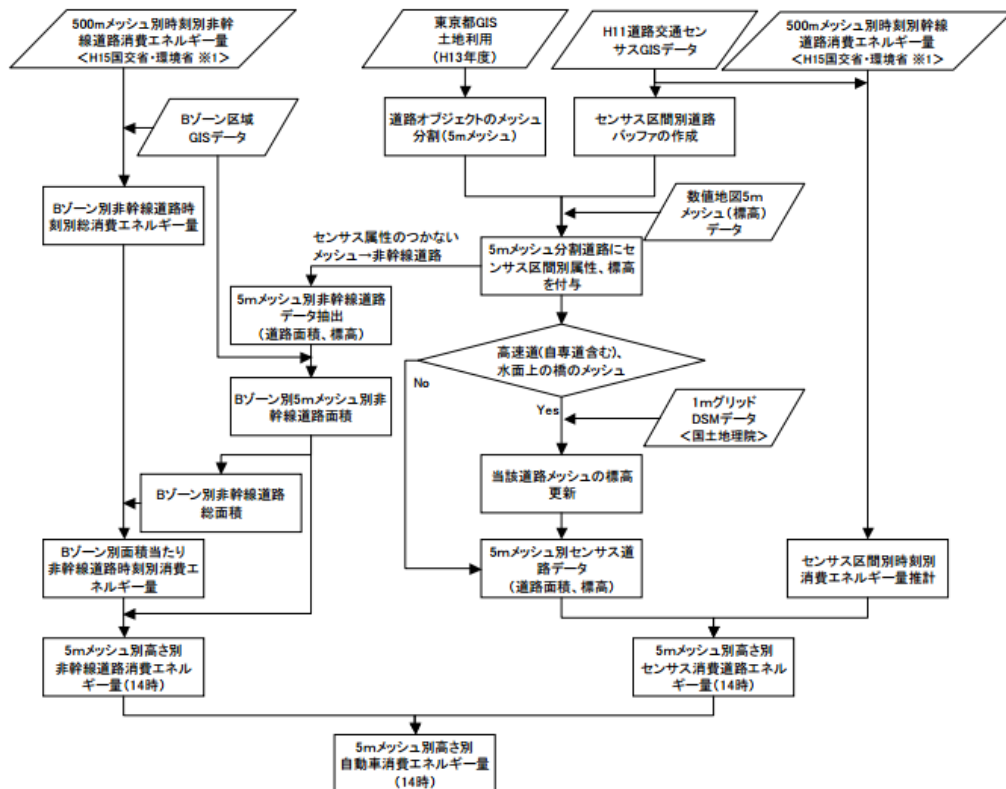 500mメッシュ別時刻別非幹
線道路消費エネルギー量
<H15国交省・環境省 ※1>
東京都GIS
土地利用
(H13年度)
H11道路交通セン
サスGISデータ
500mメッシュ別時刻別幹線
道路消費エネルギー量
<H15国交省・環境省 ※1>
Bゾーン区域
GISデータ
道路オブジェクトのメッシュ
分割(5mメッシュ)
センサス区間別道路
バッファの作成
Bゾーン別非幹線道路時
刻別総消費エネルギー量
数値地図5m
メッシュ(標高)
データ
センサス属性のつかない
メッシュ→非幹線道路
5mメッシュ分割道路にセ
ンサス区間別属性、標高
を付与
5mメッシュ別非幹線道路
データ抽出
(道路面積、標高)
高速道(自専道含む)、
水面上の橋のメッシュ
No
Yes
Bゾーン別5mメッシュ別非
幹線道路面積
1mグリッド
DSMデータ
<国土地理院>
Bゾーン別非幹線道路
総面積
当該道路メッシュの標高
更新
Bゾーン別面積当たり
非幹線道路時刻別消費エ
ネルギー量
5mメッシュ別センサス道
路データ
(道路面積、標高)
センサス区間別時刻別
消費エネルギー量推計
5mメッシュ別高さ別
非幹線道路消費エネル
ギー量(14時)
5mメッシュ別高さ別
センサス消費道路エネル
ギー量(14時)
5mメッシュ別高さ別
自動車消費エネルギー量
(14時)